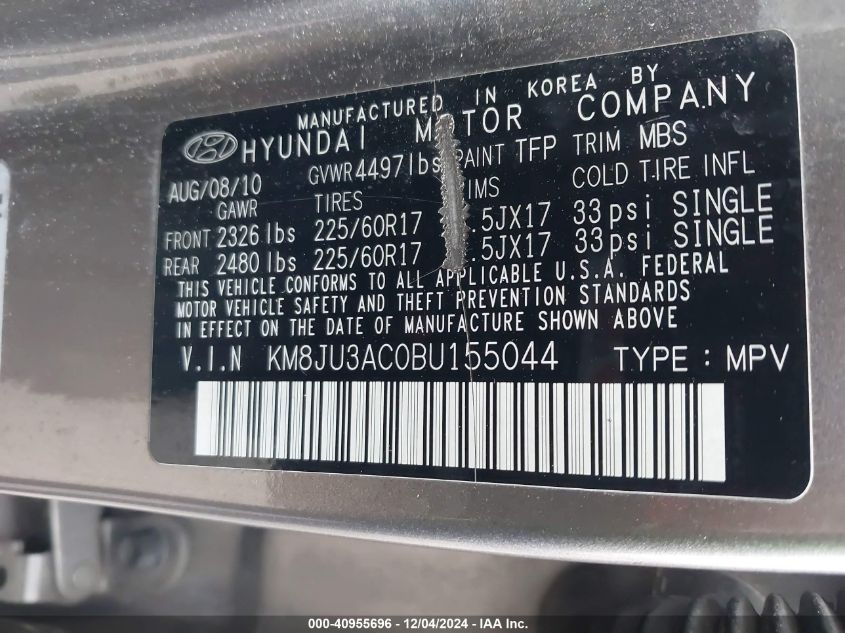 MANUFACTURED IN KOREA BY
HYUNDAI MOTOR COMPANY
AUG/08/10 GVWR 4497lbs PAINT TFP TRIM MBS
GAWR TIRES COLD TIRE INFL
FRONT 2326 lbs 225/60R17 .5JX17 33psi SINGLE
REAR 2480 lbs 225/60R17 .5JX17 33psi SINGLE
THIS VEHICLE CONFORMS TO ALL APPLICABLE U.S.A. FEDERAL
MOTOR VEHICLE SAFETY AND THEFT PREVENTION STANDARDS
IN EFFECT ON THE DATE OF MANUFACTURE SHOWN ABOVE
V.I.N KM8JU3AC0BU155044 TYPE : MPV
000-40955696 - 12/04/2024 - IAA Inc.